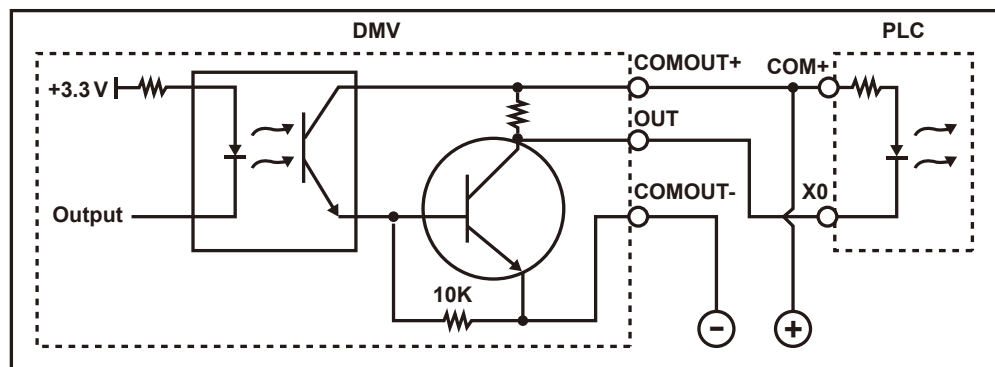 DMV
PLC
COMOUT+
COM+
+3.3 V
OUT
COMOUT-
X0
Output
10K
-
+